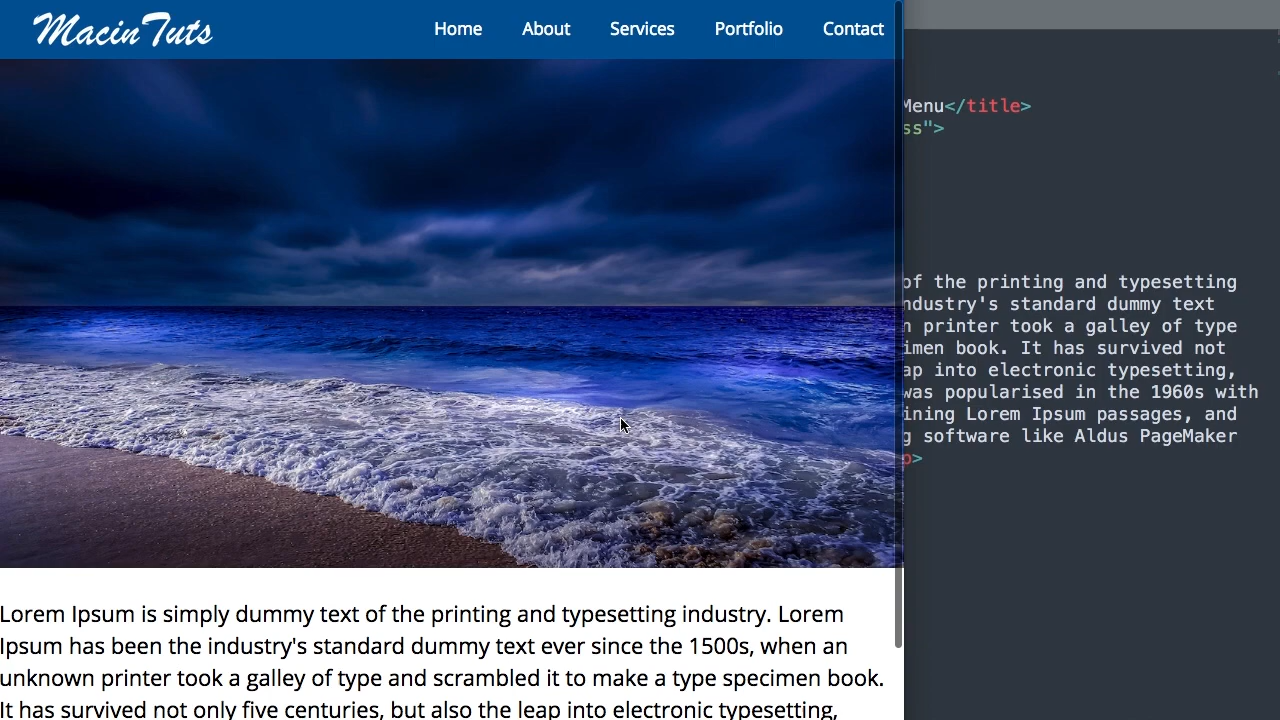 MacinTuts
Home About Services Portfolio Contact
Menu</title>
ss">
of the printing and typesetting
ndustry's standard dummy text
n printer took a galley of type
imen book. It has survived not
ap into electronic typesetting,
was popularised in the 1960s with
ining Lorem Ipsum passages, and
g software like Aldus PageMaker
p>
Lorem Ipsum is simply dummy text of the printing and typesetting industry. Lorem
Ipsum has been the industry's standard dummy text ever since the 1500s, when an
unknown printer took a galley of type and scrambled it to make a type specimen book.
It has survived not only five centuries, but also the leap into electronic typesetting,